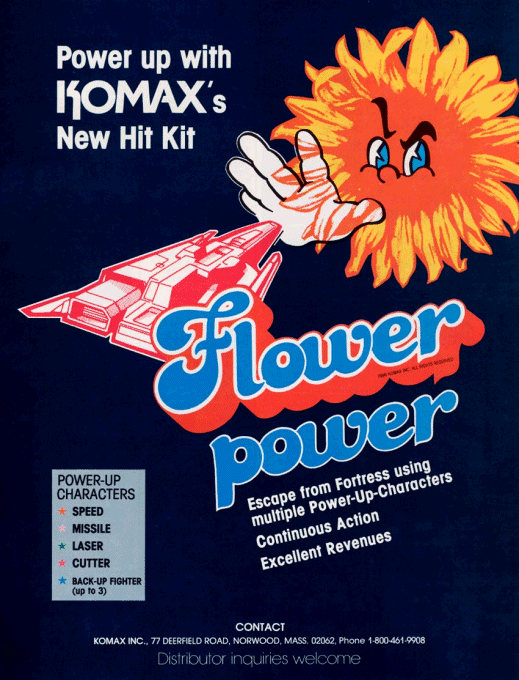 Power up with
KOMAX's
New Hit Kit
Flower
power
Escape from Fortress using
multiple Power-Up-Characters
Continuous Action
Excellent Revenues
POWER-UP
CHARACTERS
SPEED
MISSILE
LASER
CUTTER
BACK-UP FIGHTER
(up to 3)
CONTACT
KOMAX INC., 77 DEERFIELD ROAD, NORWOOD, MASS. 02062, Phone 1-800-461-9908
Distributor inquiries welcome